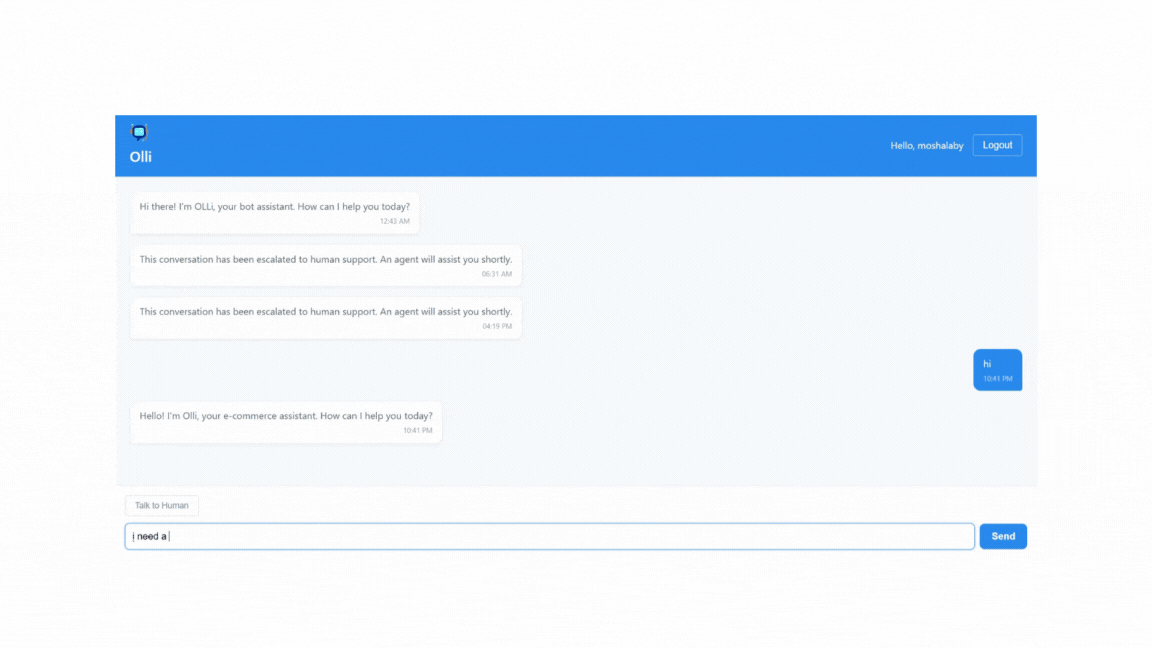 Olli
Hello, moshalaby
Logout
Hi there! I'm OLLi, your bot assistant. How can I help you today?
12:43 AM
This conversation has been escalated to human support. An agent will assist you shortly.
06:31 AM
This conversation has been escalated to human support. An agent will assist you shortly.
04:19 PM
hi
10:41 PM
Hello! I'm Olli, your e-commerce assistant. How can I help you today?
10:41 PM
Talk to Human
i need a
Send